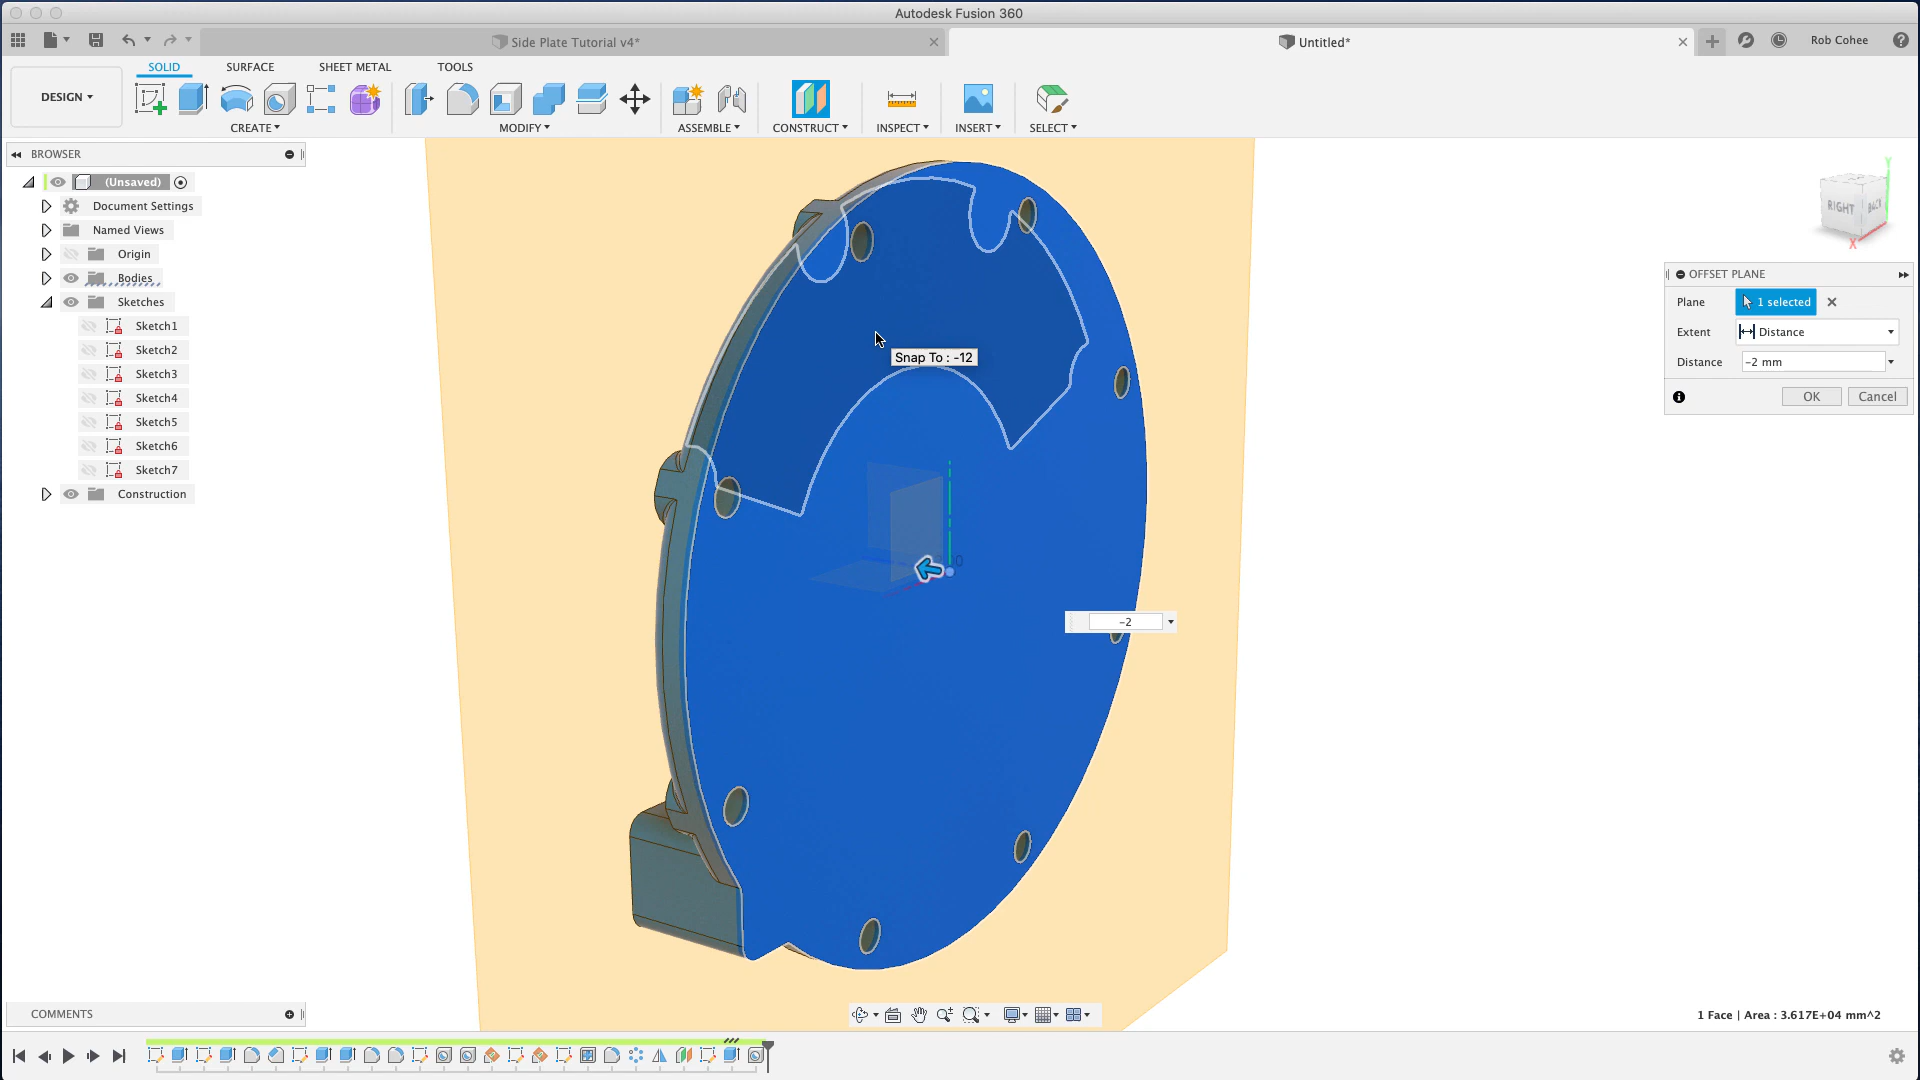 Autodesk Fusion 360
Side Plate Tutorial v4*
Untitled*
Rob Cohee
DESIGN
SOLID
SURFACE
SHEET METAL
TOOLS
CREATE
MODIFY
ASSEMBLE
CONSTRUCT
INSPECT
INSERT
SELECT
BROWSER
(Unsaved)
Document Settings
Named Views
Origin
Bodies
Sketches
Sketch1
Sketch2
Sketch3
Sketch4
Sketch5
Sketch6
Sketch7
Construction
Snap To : -12
-2
Y
RIGHT
BACK
X
OFFSET PLANE
Plane
1 selected
Extent
Distance
Distance
-2 mm
OK
Cancel
COMMENTS
1 Face | Area : 3.617E+04 mm^2